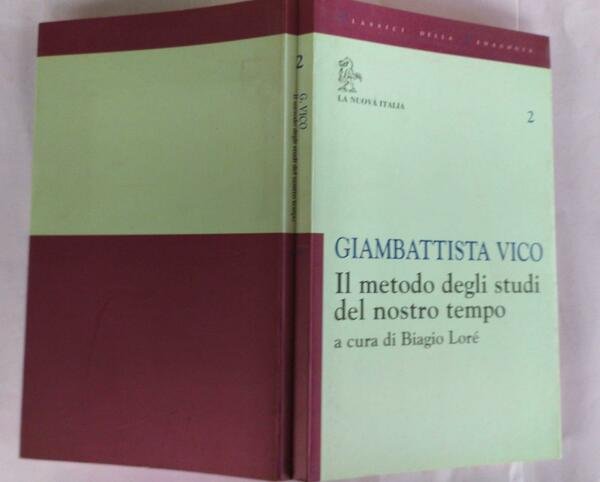 CLASSICI DELLA PEDAGOGIA
LA NUOVA ITALIA
2
GIAMBATTISTA VICO
Il metodo degli studi
del nostro tempo
a cura di Biagio Loré
2
G. VICO
Il metodo degli studi del nostro tempo